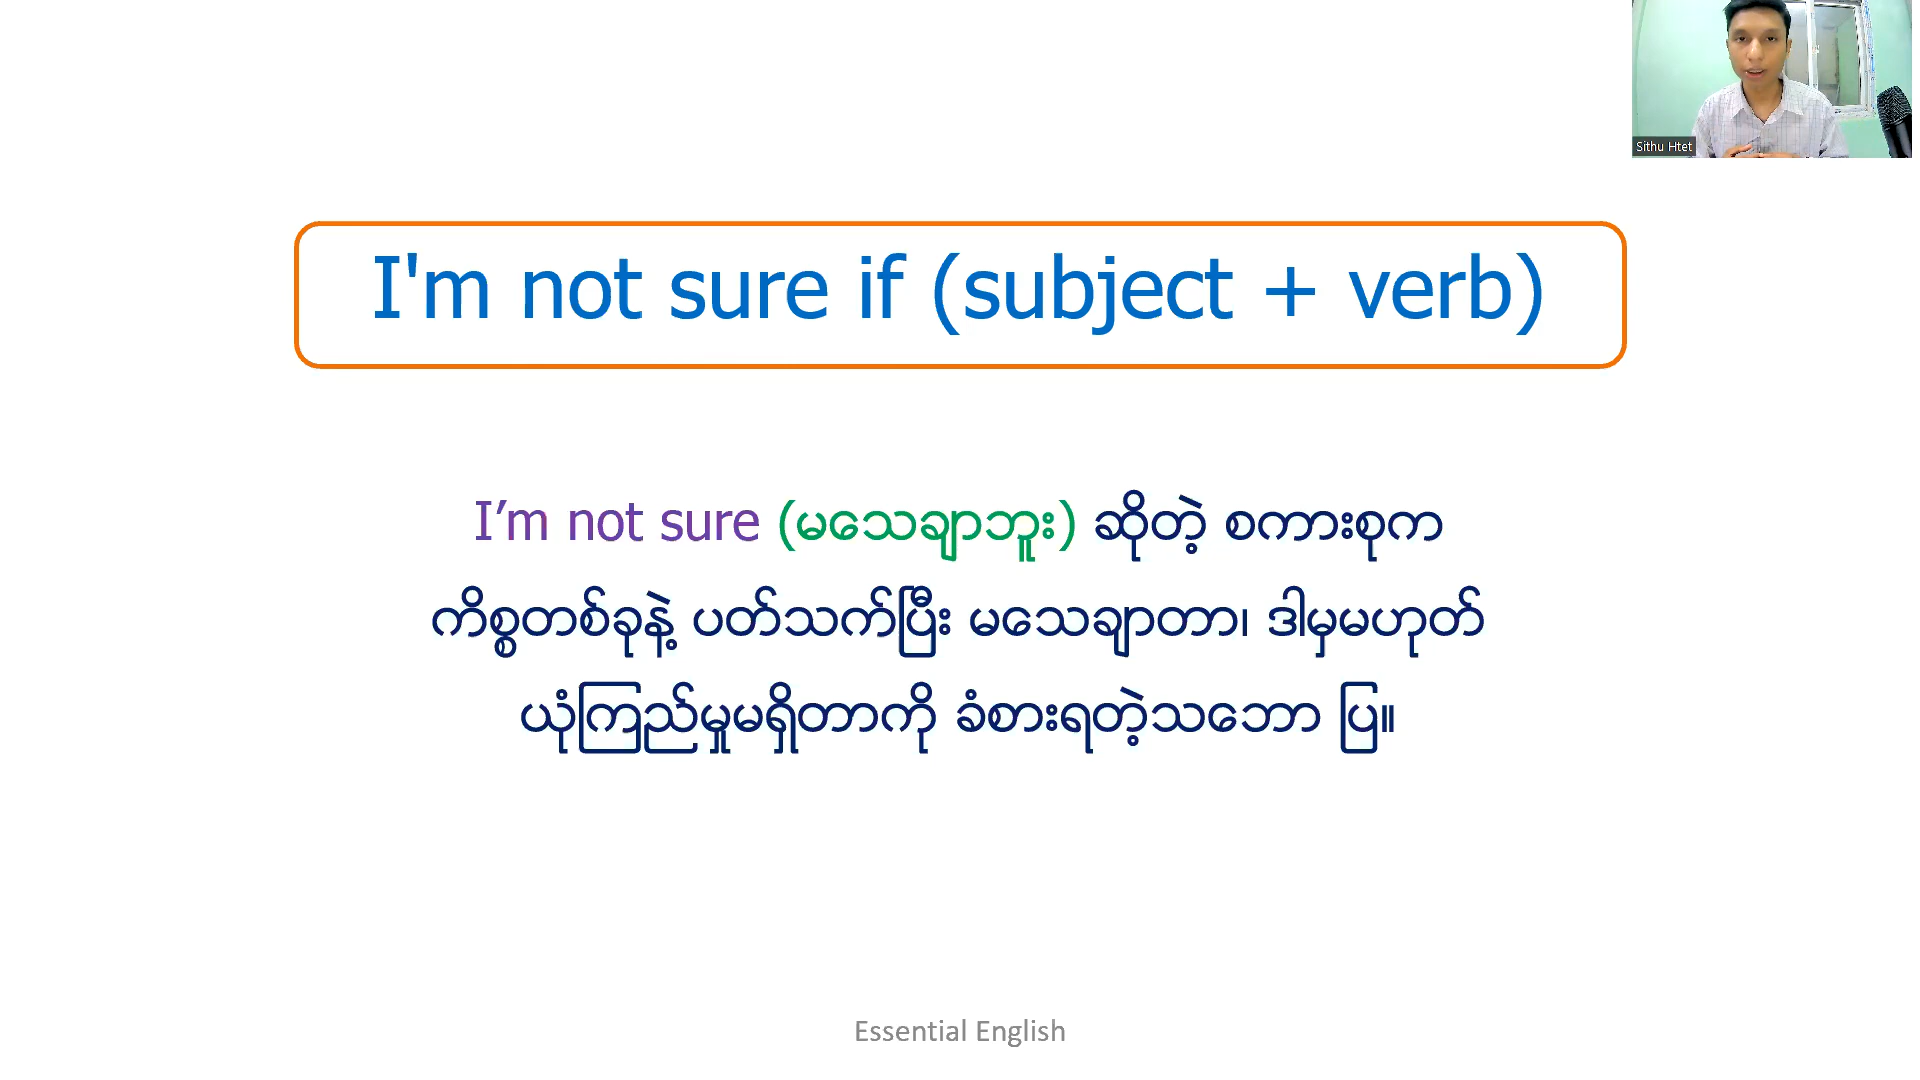 Sithu Htet
I'm not sure if (subject + verb)
I’m not sure (မသေချာဘူး) ဆိုတဲ့ စကားစုက
ကိစ္စတစ်ခုနဲ့ ပတ်သက်ပြီး မသေချာတာ၊ ဒါမှမဟုတ်
ယုံကြည်မှုမရှိတာကို ခံစားရတဲ့သဘော ပြ။
Essential English